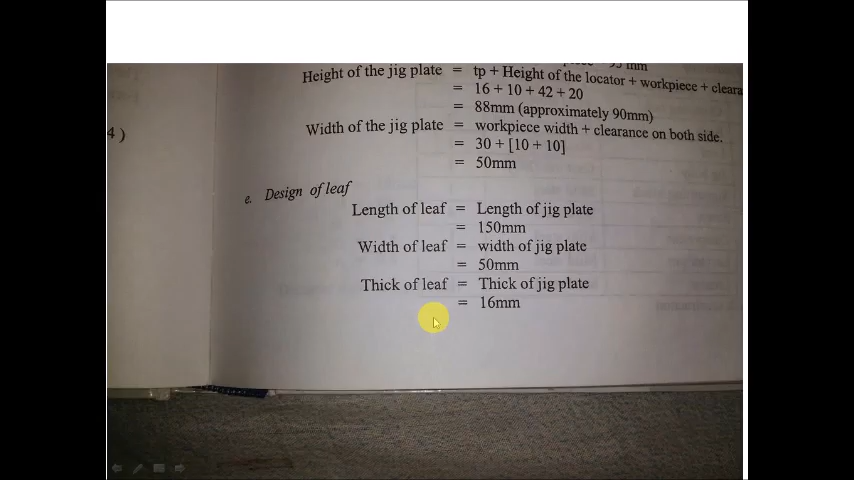 mm
Height of the jig plate = tp + Height of the locator + workpiece + cleara
= 16 + 10 + 42 + 20
= 88mm (approximately 90mm)
4 )
Width of the jig plate = workpiece width + clearance on both side.
= 30 + [10 + 10]
= 50mm
e. Design of leaf
Length of leaf = Length of jig plate
= 150mm
Width of leaf = width of jig plate
= 50mm
Thick of leaf = Thick of jig plate
= 16mm